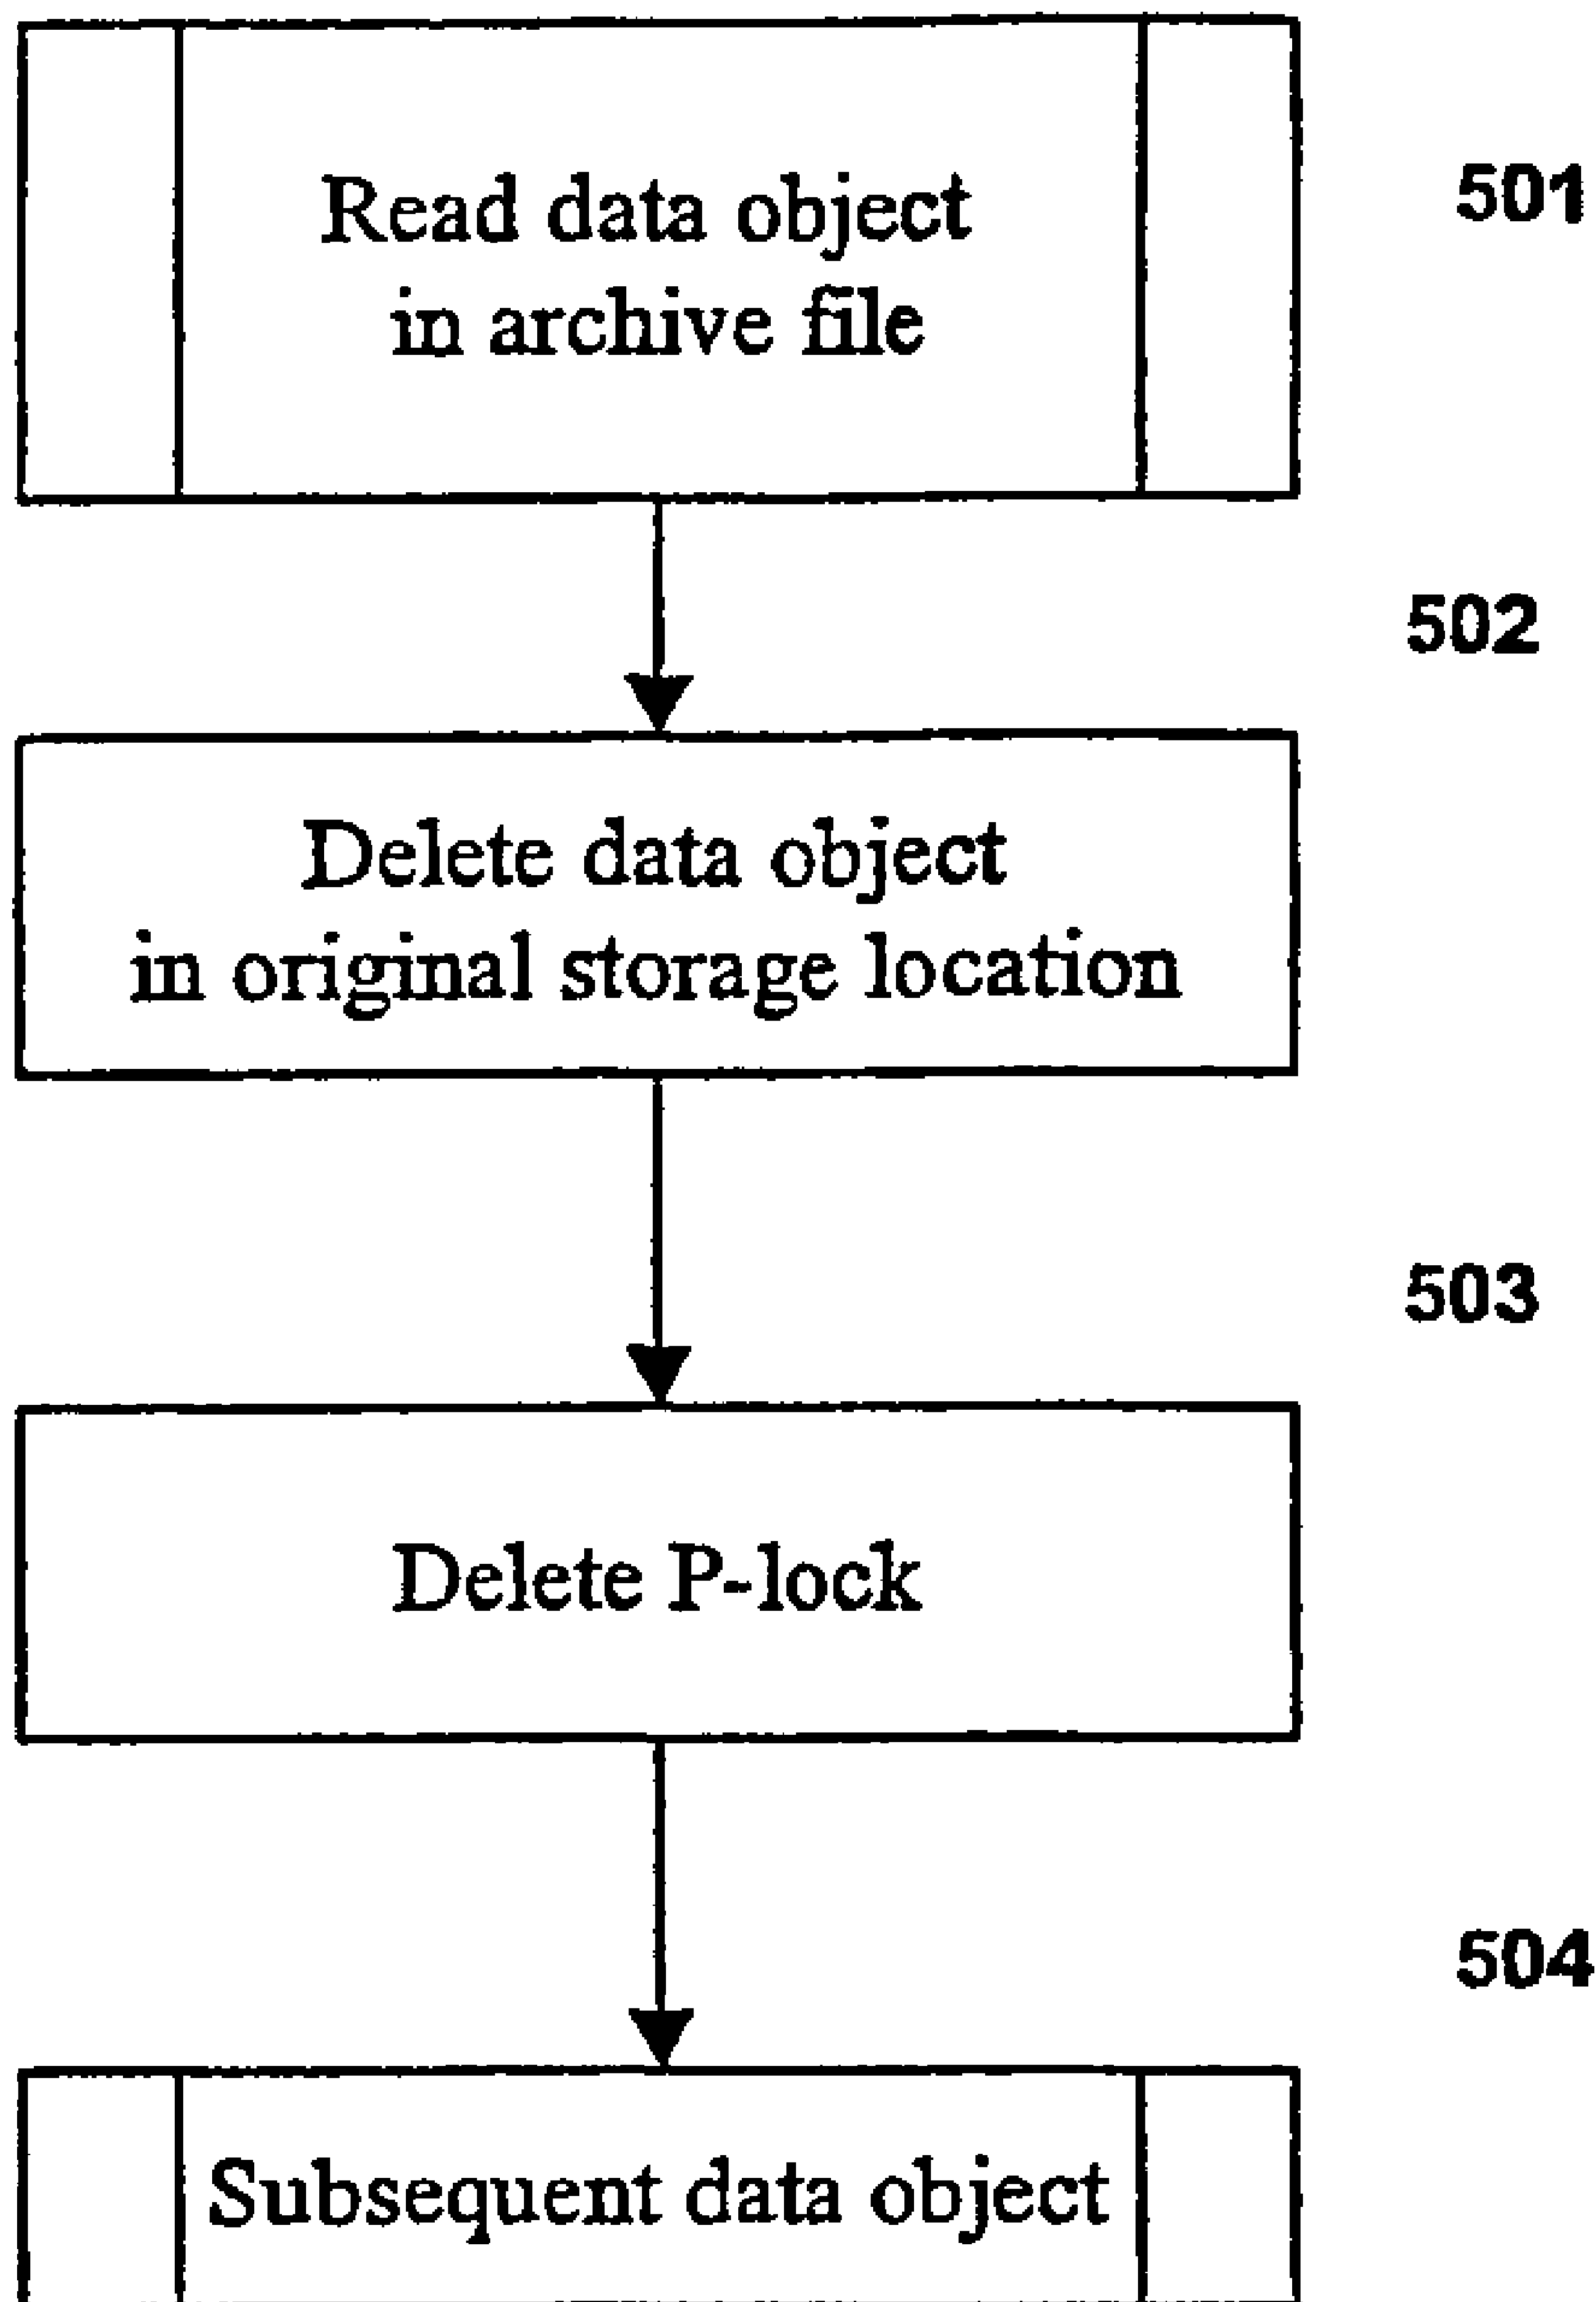 Read data object
in archive file
501
502
Delete data object
in original storage location
503
Delete P-lock
504
Subsequent data object